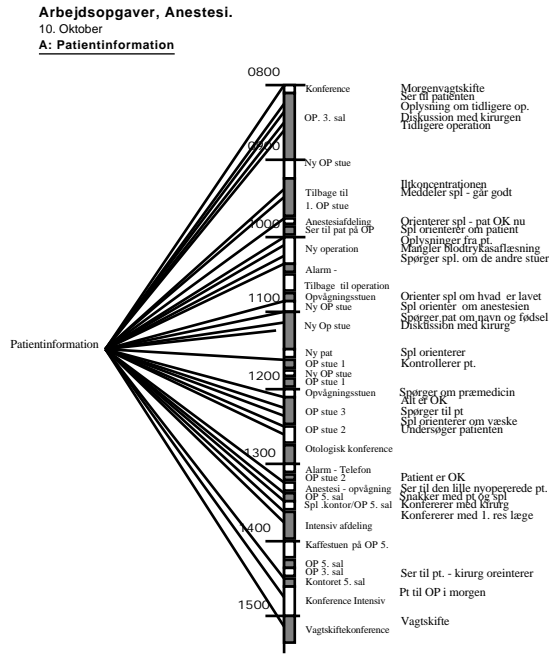 Arbejdsopgaver, Anestesi.
10. Oktober
A: Patientinformation
0800
Konference Morgenvagtskifte
Ser til patienten
Oplysning om tidligere op.
OP. 3. sal Diskussion med kirurgen
Tidligere operation
0900
Ny OP stue
Iltkoncentrationen
Tilbage til Meddeler spl - går godt
1. OP stue
1000
Anestesiafdeling Orienterer spl - pat OK nu
Ser til pat på OP Spl orienterer om patient
Oplysninger fra pt.
Ny operation Mangler blodtrykasaflæsning
Spørger spl. om de andre stuer
Alarm -
Tilbage til operation
1100
Opvågningsstuen Orienter spl om hvad er lavet
Ny OP stue Spl orienter om anestesien
Spørger pat om navn og fødsel
Ny Op stue Diskussion med kirurg
Patientinformation
Ny pat Spl orienterer
OP stue 1 Kontrollerer pt.
Ny OP stue
1200
OP stue 1
Opvågningsstuen Spørger om præmedicin
Alt er OK
OP stue 3 Spørger til pt
Spl orienterer om væske
OP stue 2 Undersøger patienten
Otologisk konference
1300
Alarm - Telefon
OP stue 2 Patient er OK
Anestesi - opvågning Ser til den lille nyopererede pt.
OP 5. sal Snakker med pt og spl
Spl .kontor/OP 5. sal Konfererer med kirurg
Konfererer med 1. res læge
Intensiv afdeling
1400
Kaffestuen på OP 5.
OP 5. sal
OP 3. sal Ser til pt. - kirurg oreinterer
Kontoret 5. sal
Pt til OP i morgen
Konference Intensiv
1500
Vagtskifte
Vagtskiftekonference